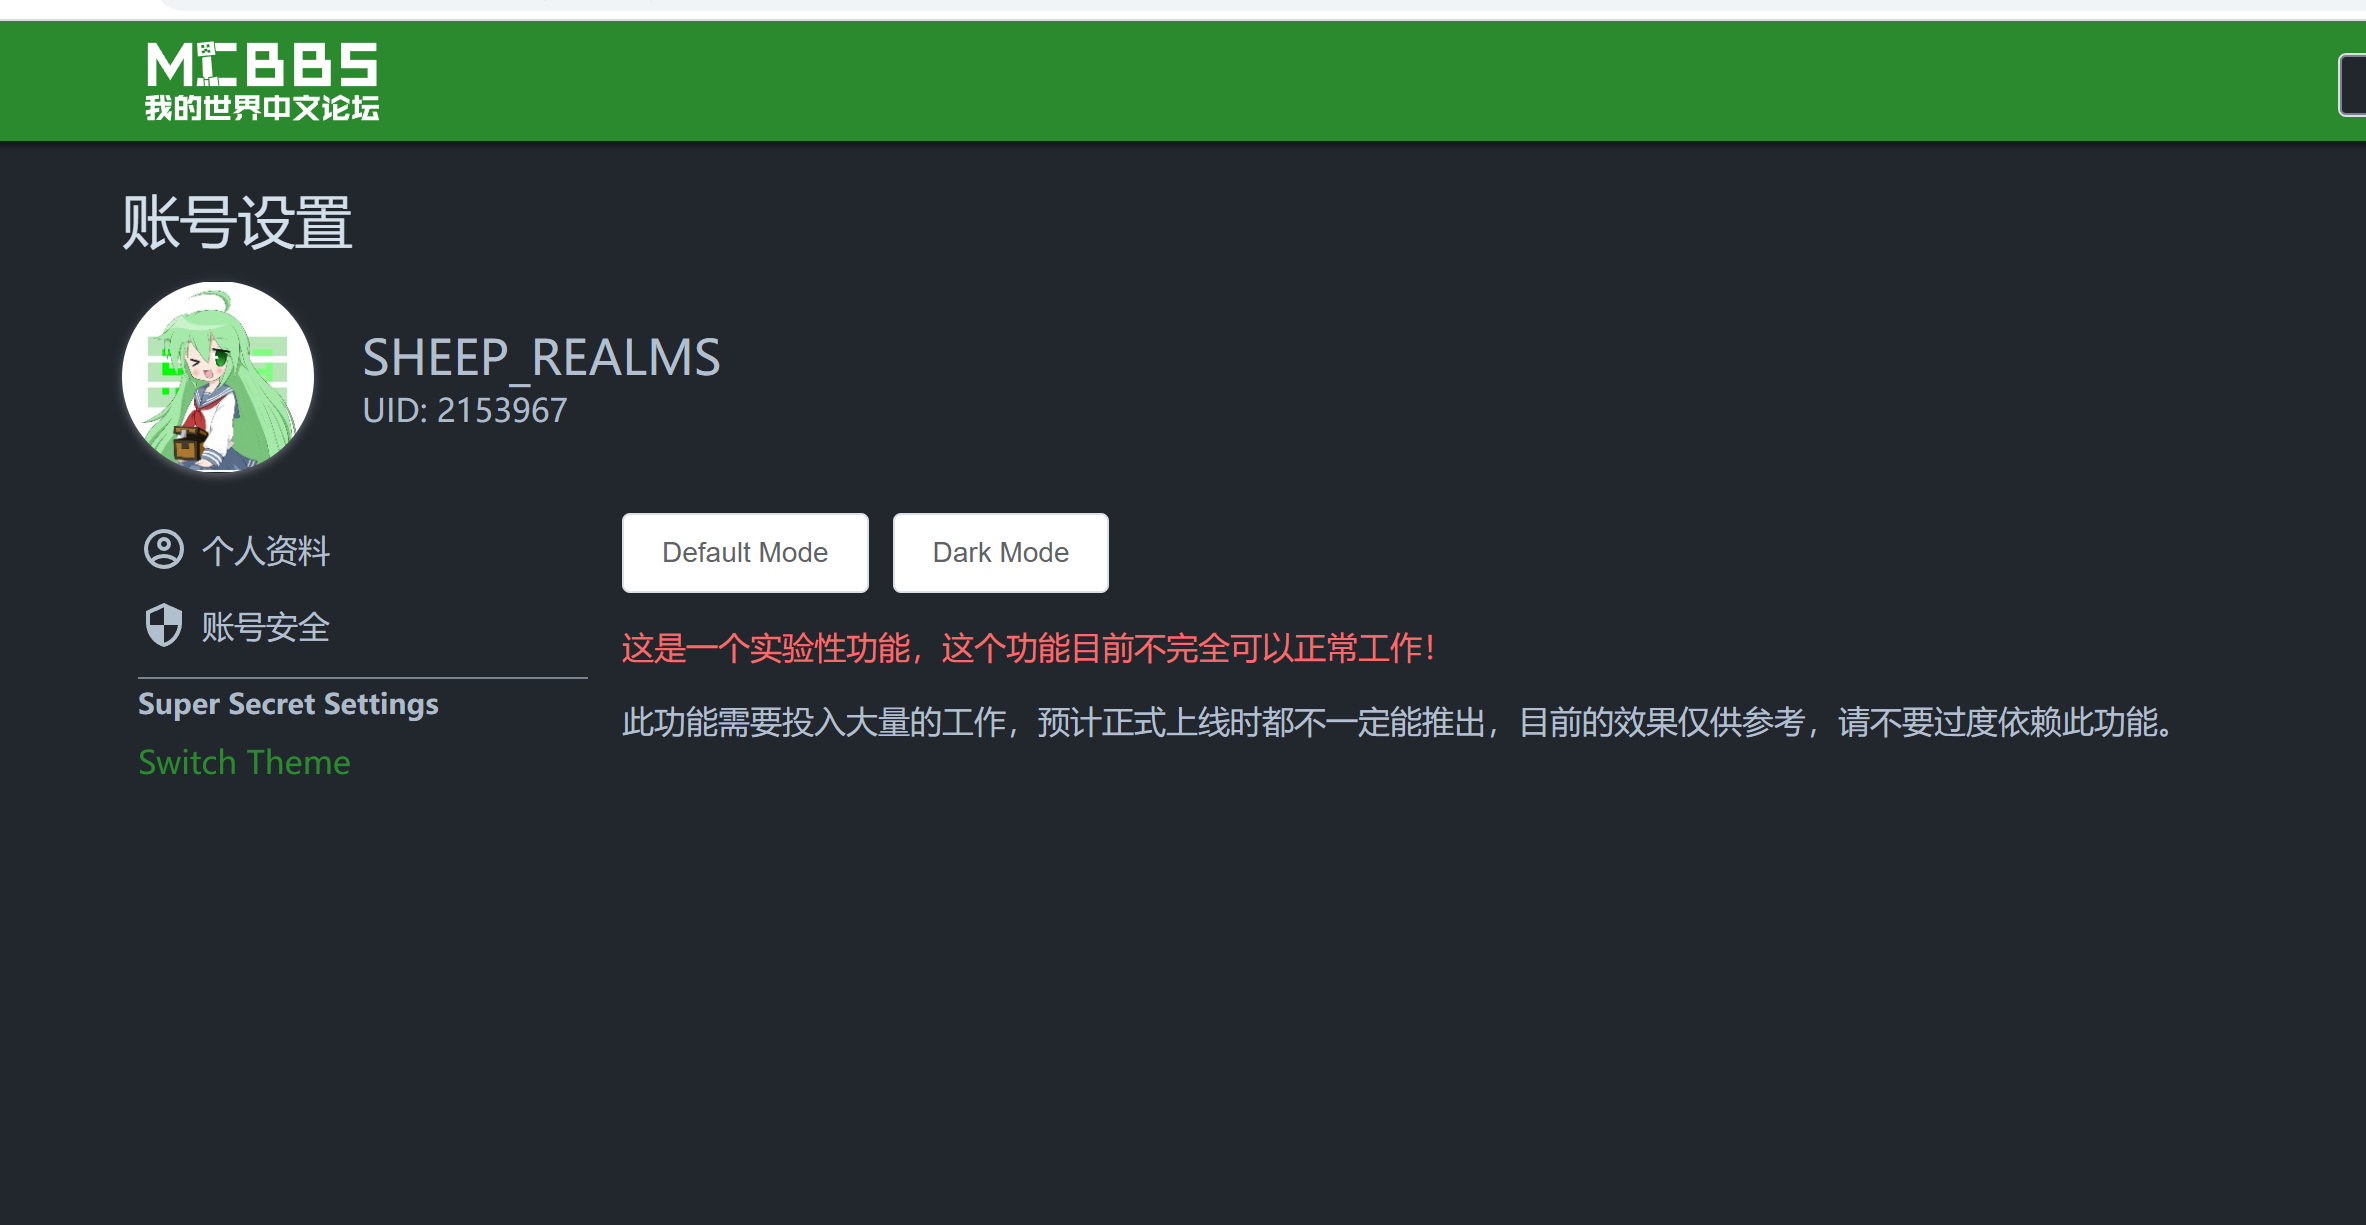 MCBBS
我的世界中文论坛
账号设置
SHEEP_REALMS
UID: 2153967
个人资料
账号安全
Super Secret Settings
Switch Theme
Default Mode
Dark Mode
这是一个实验性功能，这个功能目前不完全可以正常工作！
此功能需要投入大量的工作，预计正式上线时都不一定能推出，目前的效果仅供参考，请不要过度依赖此功能。